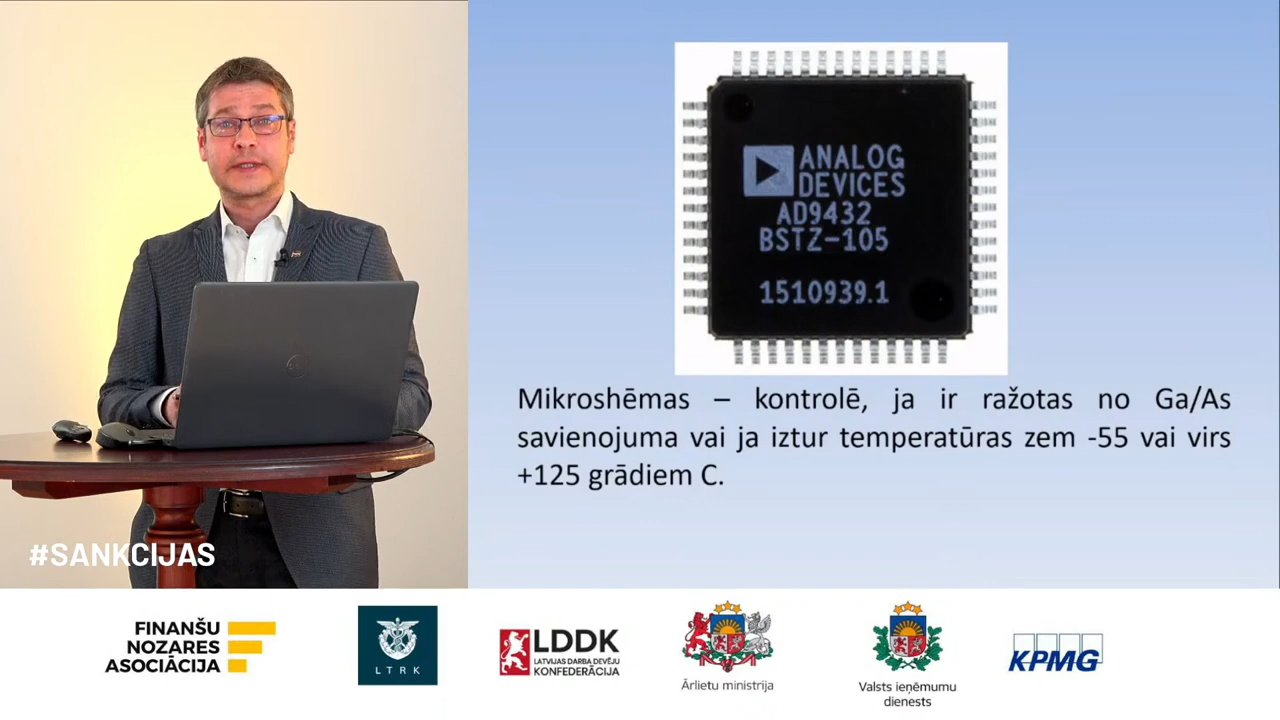 ANALOG
DEVICES
AD9432
BSTZ-105
1510939.1
Mikroshēmas – kontrolē, ja ir ražotas no Ga/As
savienojuma vai ja iztur temperatūras zem -55 vai virs
+125 grādiem C.
#SANKCIJAS
FINANŠU
NOZARES
ASOCIĀCIJA
LTRK
LDDK
LATVIJAS DARBA DEVĒJU
KONFEDERĀCIJA
Ārlietu ministrija
Valsts ieņēmumu
dienests
KPMG